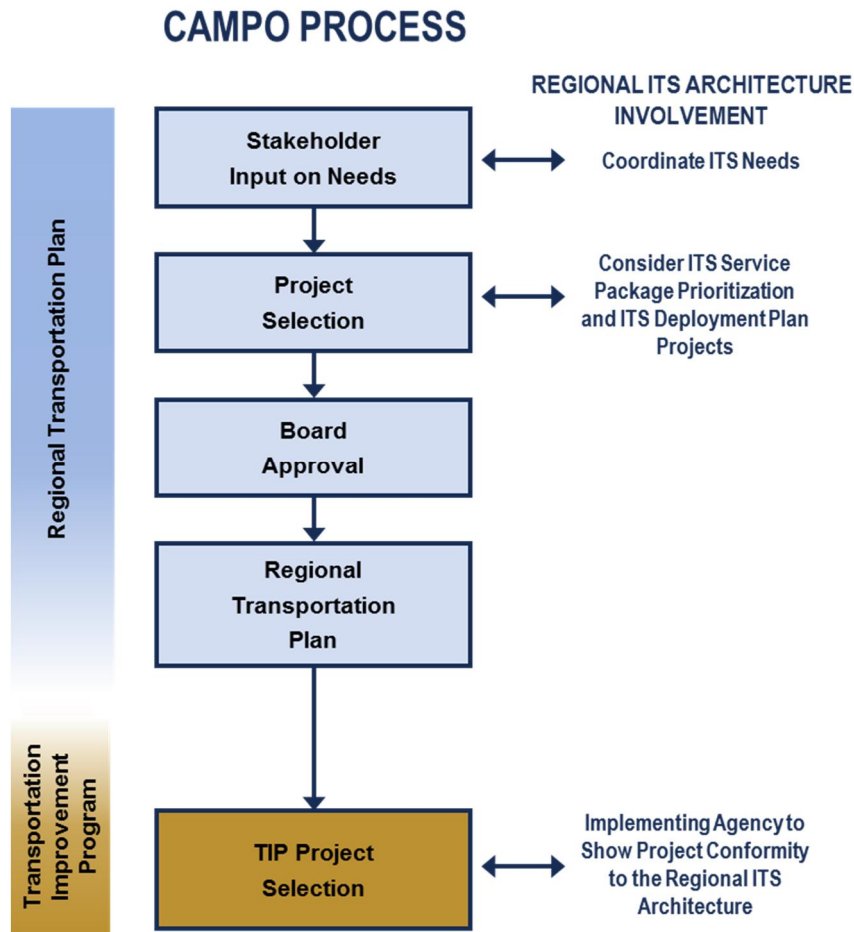 CAMPO PROCESS
REGIONAL ITS ARCHITECTURE
INVOLVEMENT
Regional Transportation Plan
Stakeholder
Input on Needs
Coordinate ITS Needs
Project
Selection
Consider ITS Service
Package Prioritization
and ITS Deployment Plan
Projects
Board
Approval
Regional
Transportation
Plan
Transportation
Improvement
Program
TIP Project
Selection
Implementing Agency to
Show Project Conformity
to the Regional ITS
Architecture